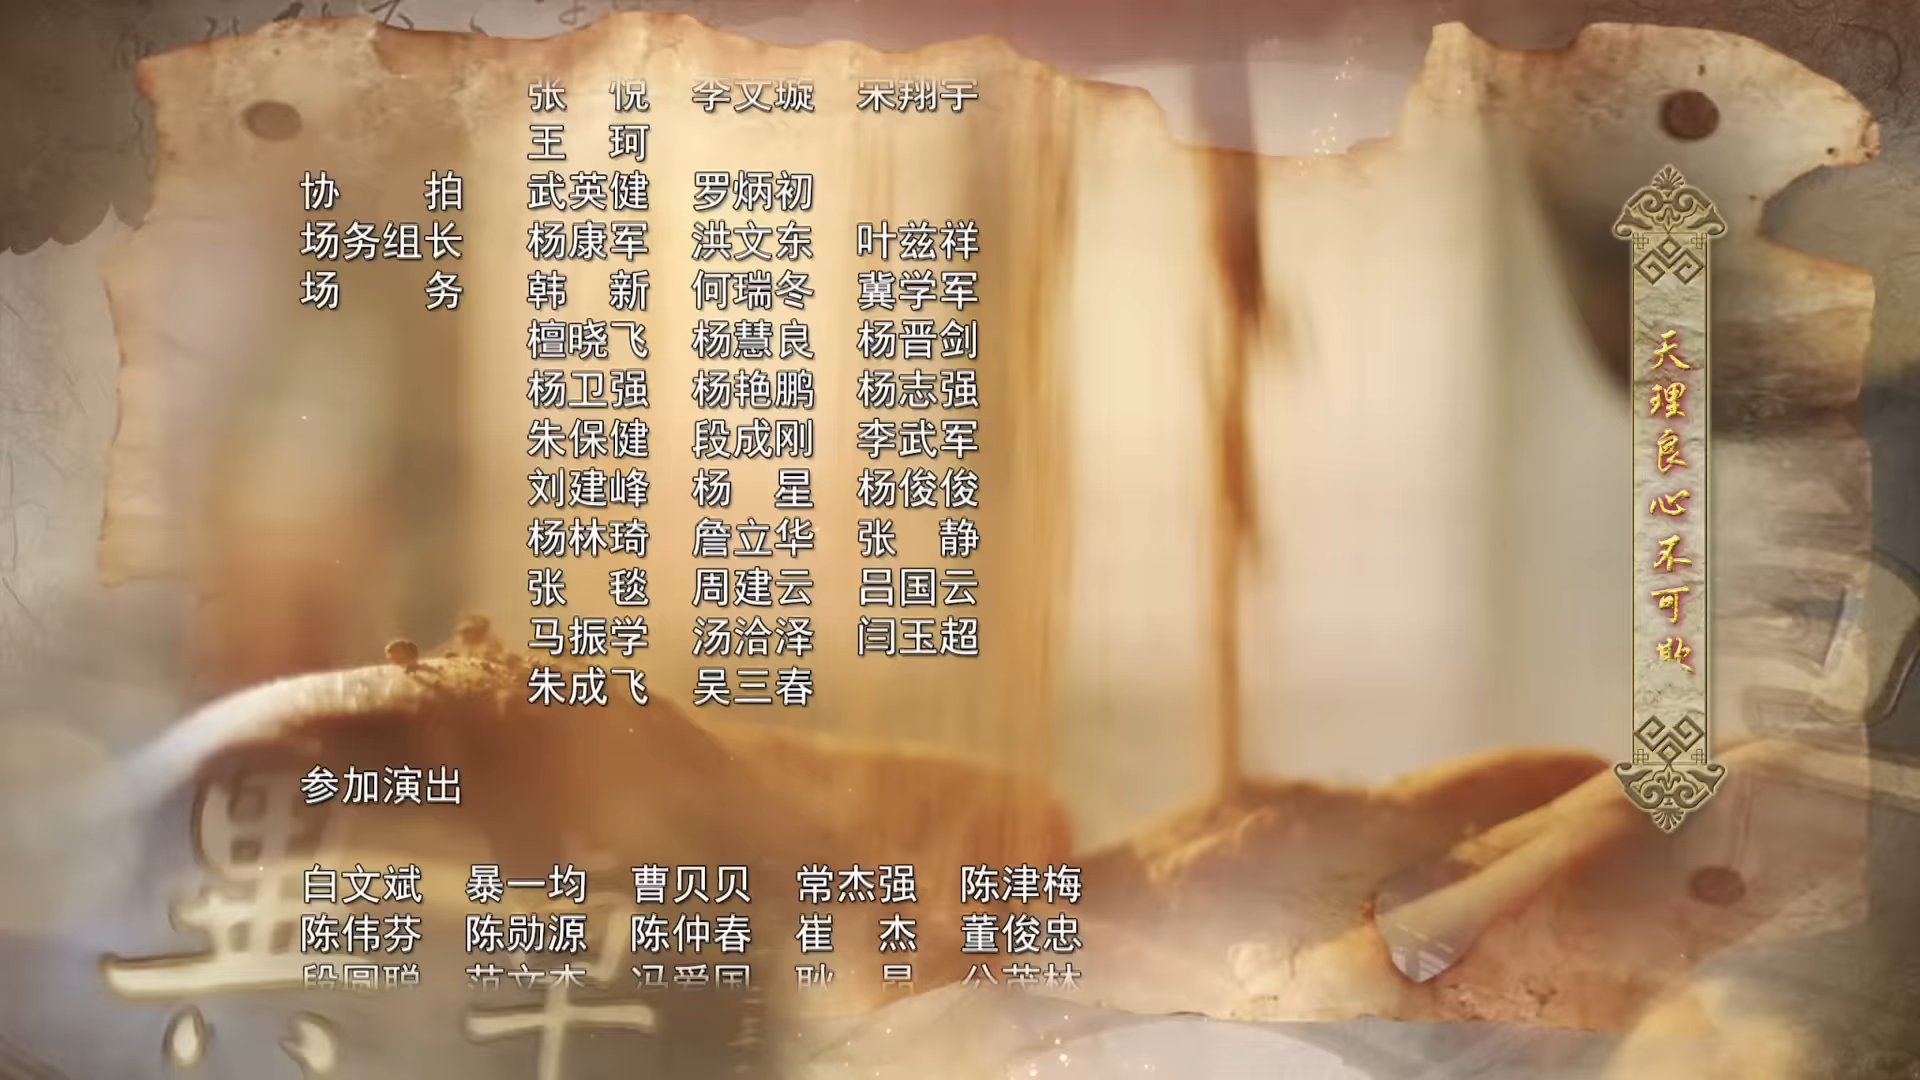 张　悦　李文璇　宋翔宇
王　珂
协　　拍　武英健　罗炳初
场务组长　杨康军　洪文东　叶兹祥
场　　务　韩　新　何瑞冬　冀学军
檀晓飞　杨慧良　杨晋剑
杨卫强　杨艳鹏　杨志强
朱保健　段成刚　李武军
刘建峰　杨　星　杨俊俊
杨林琦　詹立华　张　静
张　毯　周建云　吕国云
马振学　汤洽泽　闫玉超
朱成飞　吴三春
参加演出
白文斌　暴一均　曹贝贝　常杰强　陈津梅
陈伟芬　陈勋源　陈仲春　崔　杰　董俊忠
天理良心不可欺